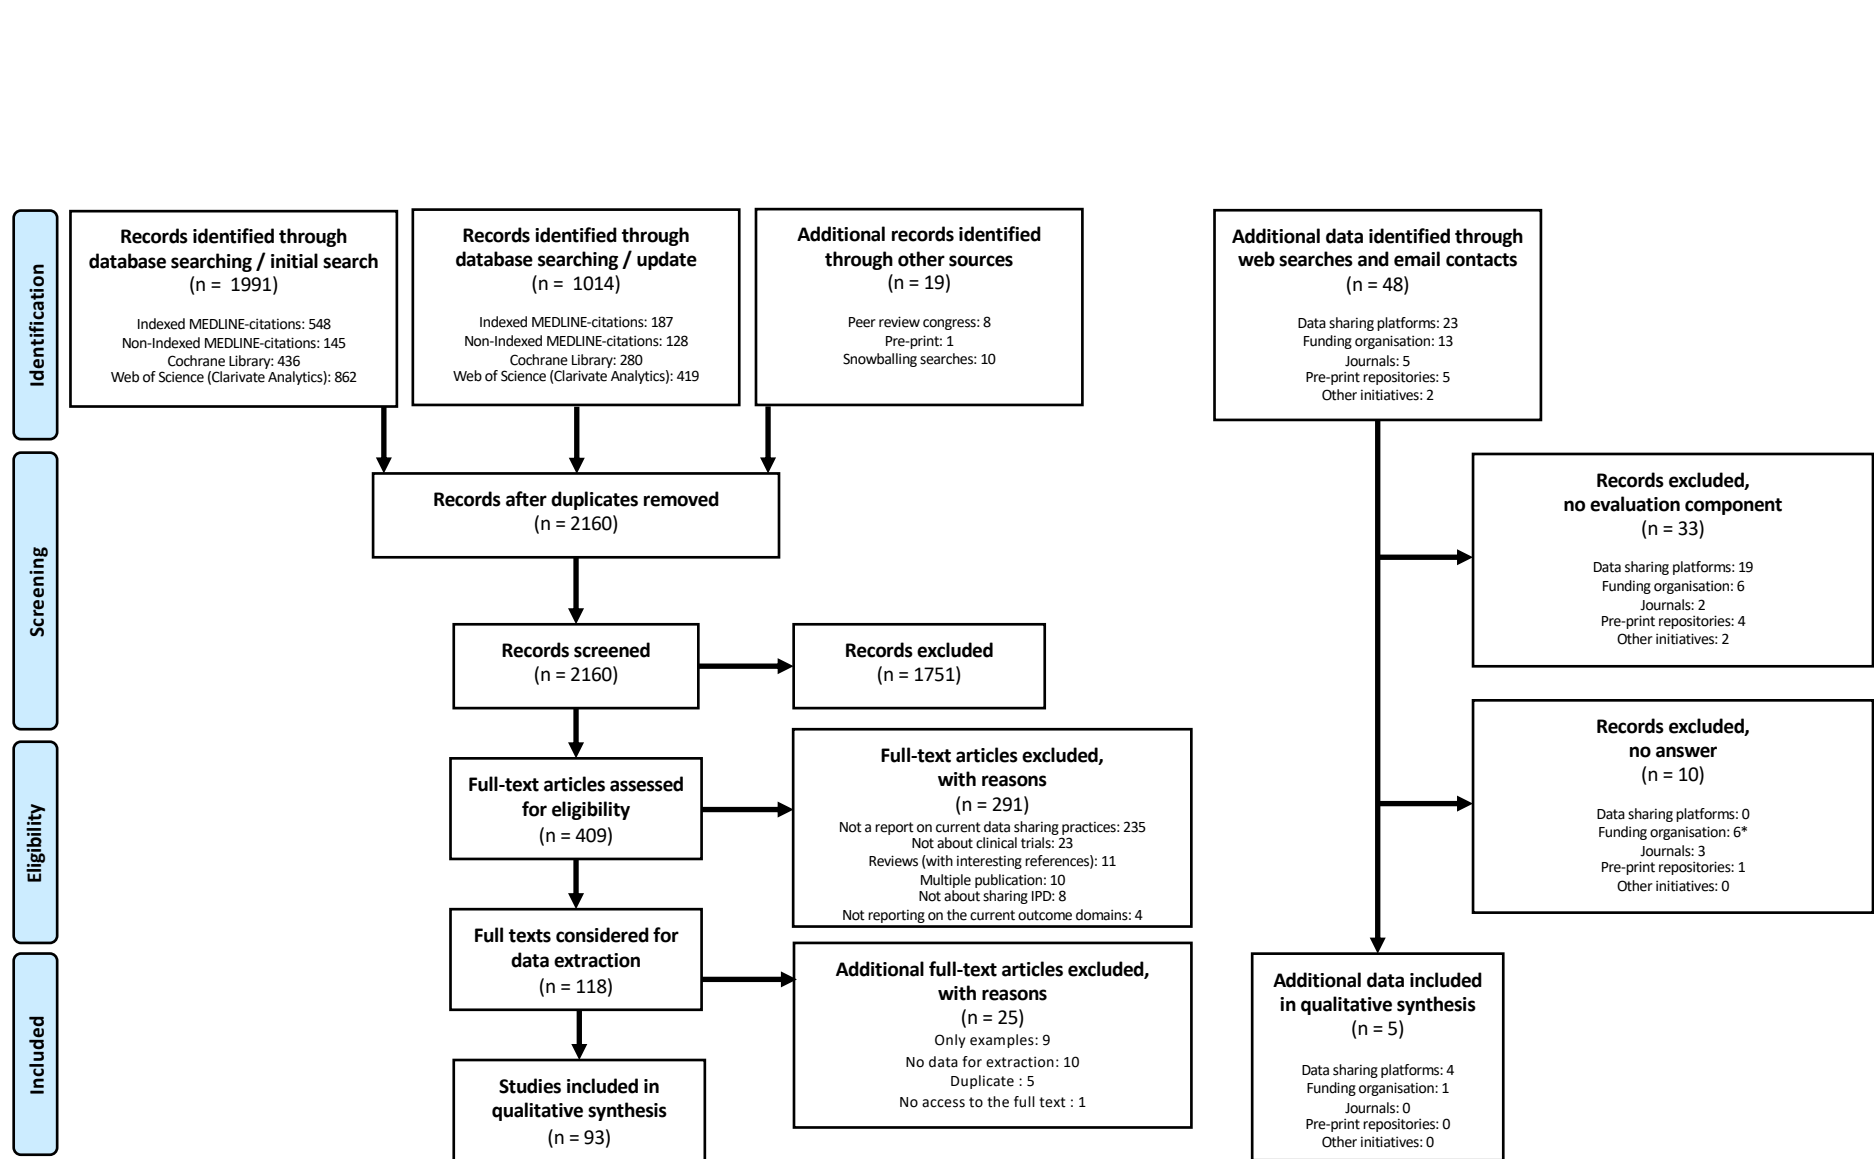 Identification
Records identified through
database searching / initial search
(n =  1991)
Indexed MEDLINE-citations: 548
Non-Indexed MEDLINE-citations: 145
Cochrane Library: 436
Web of Science (Clarivate Analytics): 862
Records identified through
database searching / update
(n =  1014)
Indexed MEDLINE-citations: 187
Non-Indexed MEDLINE-citations: 128
Cochrane Library: 280
Web of Science (Clarivate Analytics): 419
Additional records identified
through other sources
(n = 19)
Peer review congress: 8
Pre-print: 1
Snowballing searches: 10
Additional data identified through
web searches and email contacts
(n = 48)
Data sharing platforms: 23
Funding organisation: 13
Journals: 5
Pre-print repositories: 5
Other initiatives: 2
Screening
Records after duplicates removed
(n = 2160)
Records excluded,
no evaluation component
(n = 33)
Data sharing platforms: 19
Funding organisation: 6
Journals: 2
Pre-print repositories: 4
Other initiatives: 2
Records screened
(n = 2160)
Records excluded
(n = 1751)
Eligibility
Full-text articles assessed
for eligibility
(n = 409)
Full-text articles excluded,
with reasons
(n = 291)
Not a report on current data sharing practices: 235
Not about clinical trials: 23
Reviews (with interesting references): 11
Multiple publication: 10
Not about sharing IPD: 8
Not reporting on the current outcome domains: 4
Records excluded,
no answer
(n = 10)
Data sharing platforms: 0
Funding organisation: 6*
Journals: 3
Pre-print repositories: 1
Other initiatives: 0
Full texts considered for
data extraction
(n = 118)
Included
Additional full-text articles excluded,
with reasons
(n = 25)
Only examples: 9
No data for extraction: 10
Duplicate : 5
No access to the full text : 1
Studies included in
qualitative synthesis
(n = 93)
Additional data included
in qualitative synthesis
(n = 5)
Data sharing platforms: 4
Funding organisation: 1
Journals: 0
Pre-print repositories: 0
Other initiatives: 0